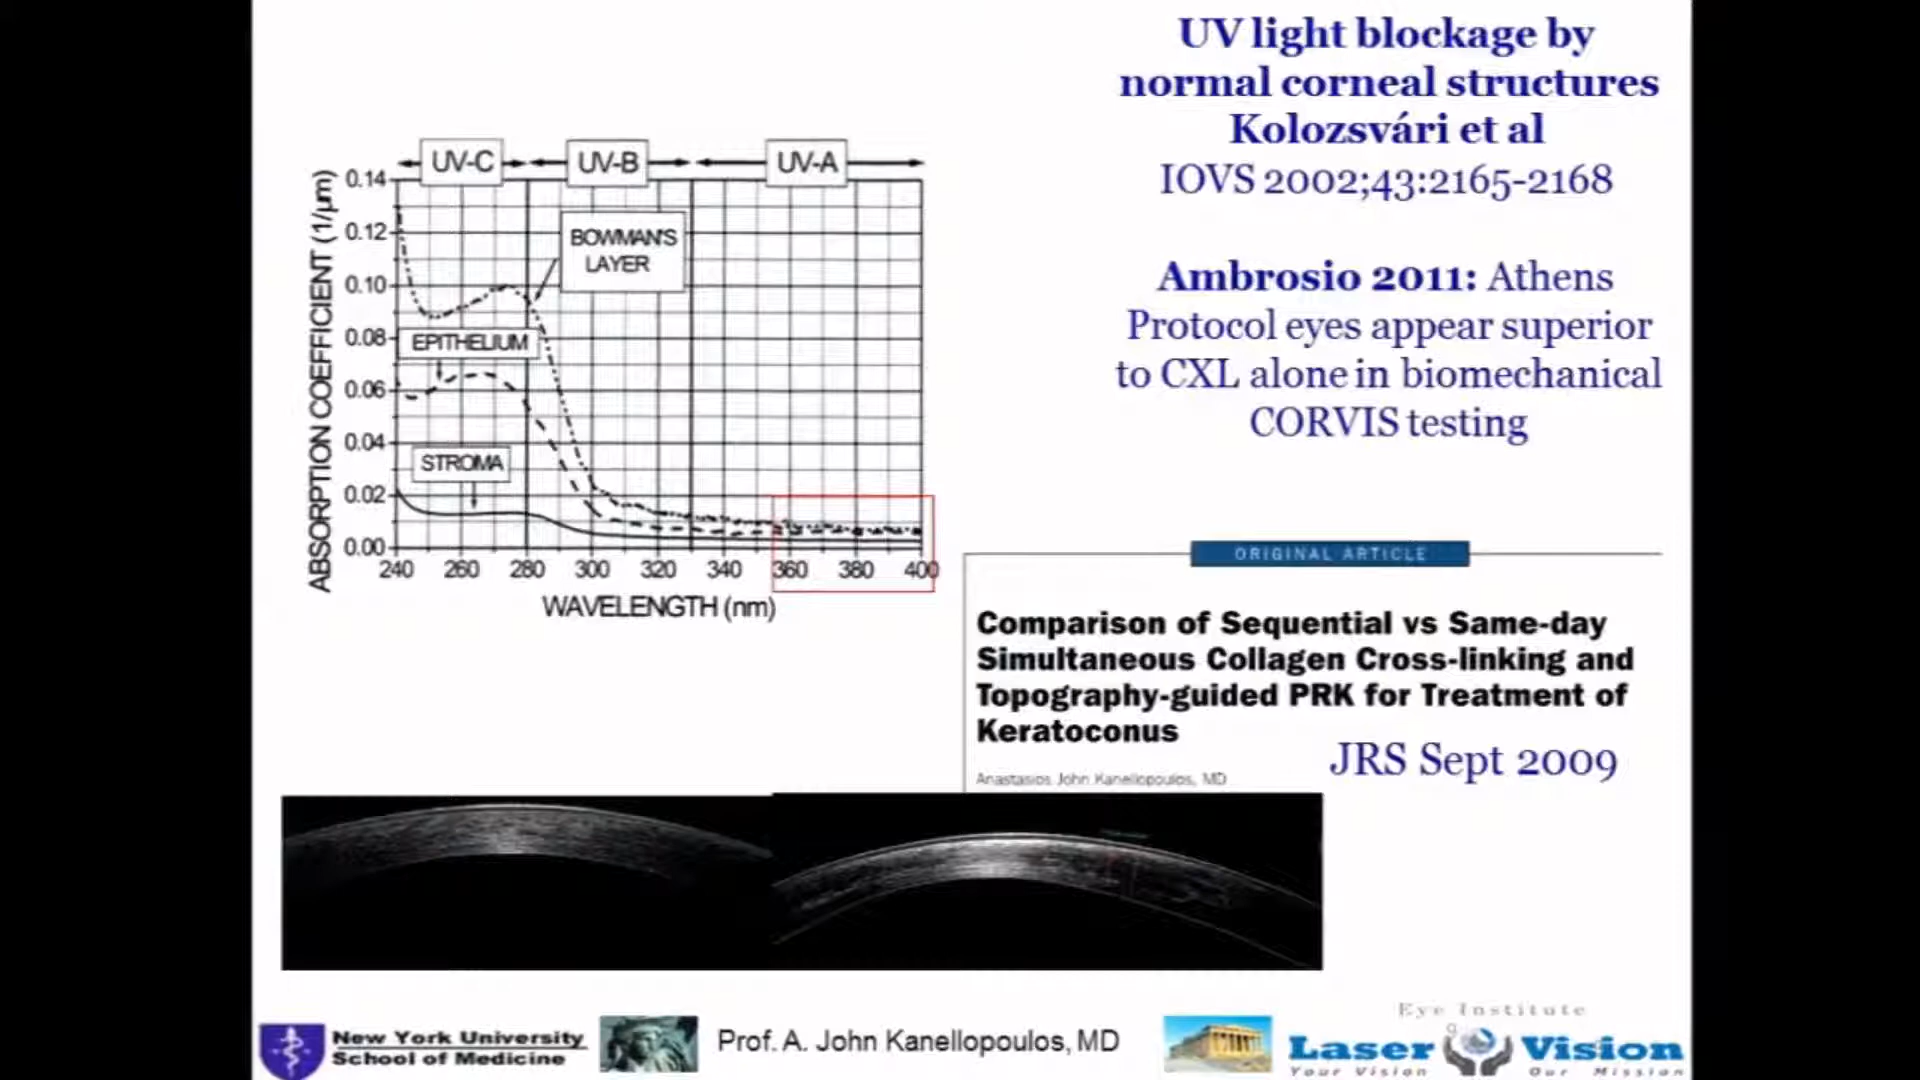 UV light blockage by
normal corneal structures
Kolozsvári et al
IOVS 2002;43:2165-2168
Ambrosio 2011: Athens
Protocol eyes appear superior
to CXL alone in biomechanical
CORVIS testing
UV-C
UV-B
UV-A
ABSORPTION COEFFICIENT (1/µm)
0.14
0.12
0.10
0.08
0.06
0.04
0.02
0.00
BOWMAN'S
LAYER
EPITHELIUM
STROMA
240 260 280 300 320 340 360 380 400
WAVELENGTH (nm)
ORIGINAL ARTICLE
Comparison of Sequential vs Same-day
Simultaneous Collagen Cross-linking and
Topography-guided PRK for Treatment of
Keratoconus
JRS Sept 2009
Anastasios John Kanellopoulos, MD
New York University
School of Medicine
Prof. A. John Kanellopoulos, MD
Eye Institute
Laser Vision
Your Vision Our Mission